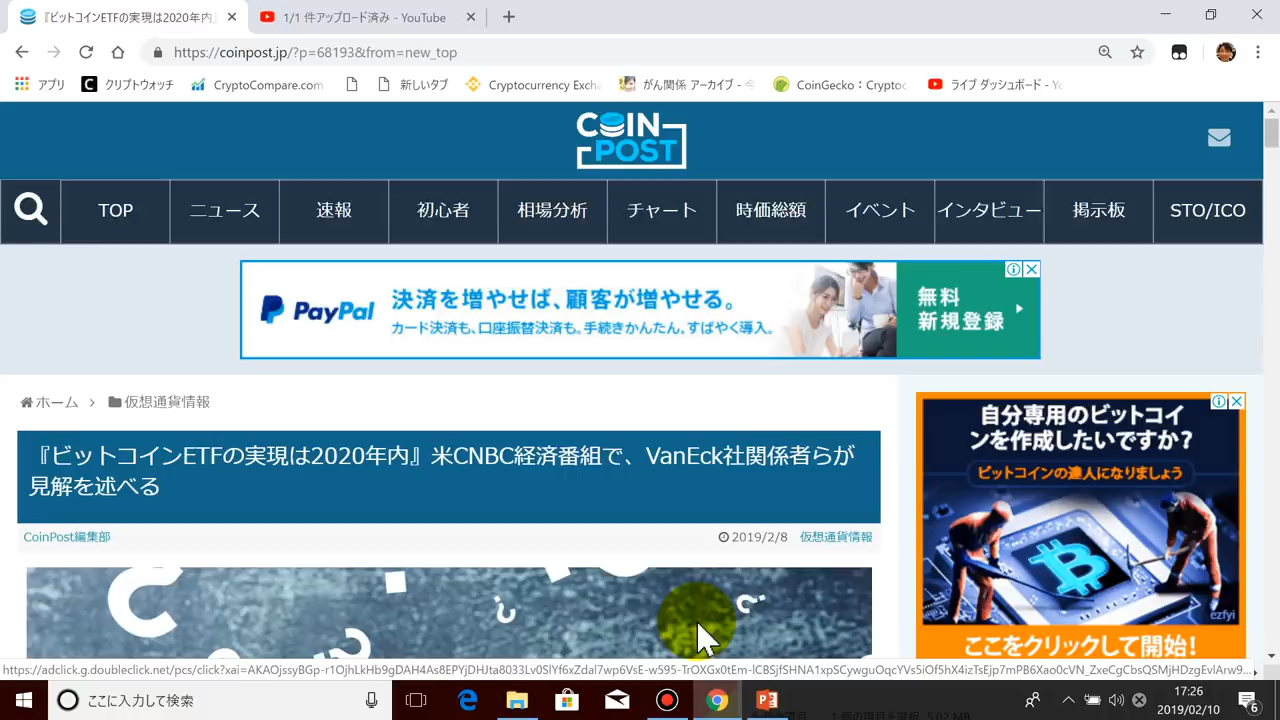 『ビットコインETFの実現は2020年内』
1/1 件アップロード済み - YouTube
https://coinpost.jp/?p=68193&from=new_top
アプリ
クリプトウォッチ
CryptoCompare.com
新しいタブ
Cryptocurrency Excha
がん関係 アーカイブ - 今
CoinGecko：Cryptoc
ライブ ダッシュボード - Yo
COIN
POST
TOP
ニュース
速報
初心者
相場分析
チャート
時価総額
イベント
インタビュー
掲示板
STO/ICO
PayPal
決済を増やせば、顧客が増やせる。
カード決済も、口座振替決済も。手続きかんたん。すばやく導入。
無料
新規登録
ホーム
仮想通貨情報
『ビットコインETFの実現は2020年内』米CNBC経済番組で、VanEck社関係者らが
見解を述べる
CoinPost編集部
2019/2/8
仮想通貨情報
自分専用のビットコイ
ンを作成したいですか?
ビットコインの達人になりましょう
ezfyi
ここをクリックして開始!
ここに入力して検索
17:26
2019/02/10
6